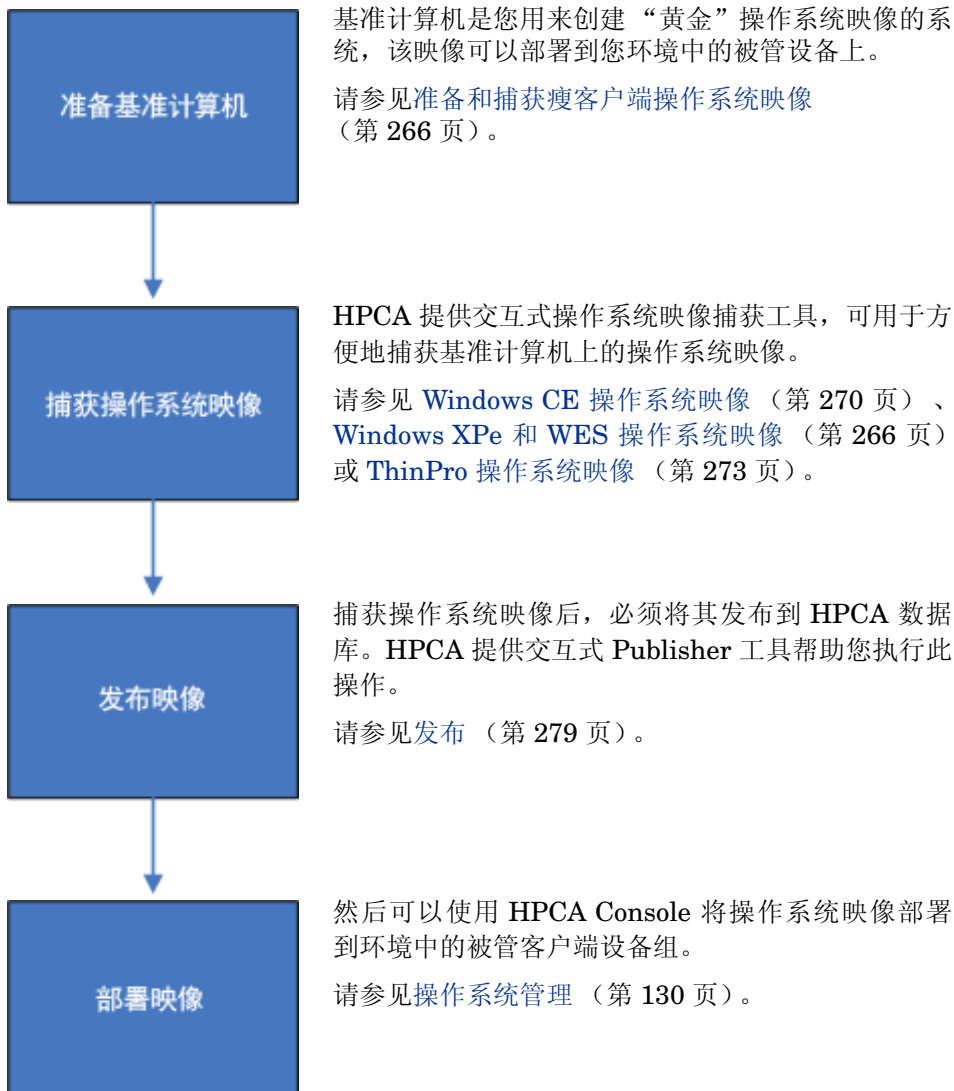 准备基准计算机
基准计算机是您用来创建 “黄金”操作系统映像的系
统，该映像可以部署到您环境中的被管设备上。
请参见准备和捕获瘦客户端操作系统映像
（第 266 页）。
捕获操作系统映像
HPCA 提供交互式操作系统映像捕获工具，可用于方
便地捕获基准计算机上的操作系统映像。
请参见 Windows CE 操作系统映像 （第 270 页） 、
Windows XPe 和 WES 操作系统映像 （第 266 页）
或 ThinPro 操作系统映像 （第 273 页）。
发布映像
捕获操作系统映像后，必须将其发布到 HPCA 数据
库。HPCA 提供交互式 Publisher 工具帮助您执行此
操作。
请参见发布 （第 279 页）。
部署映像
然后可以使用 HPCA Console 将操作系统映像部署
到环境中的被管客户端设备组。
请参见操作系统管理 （第 130 页）。